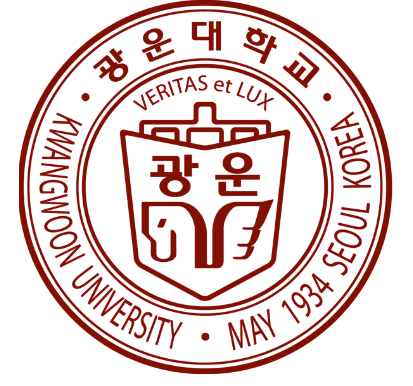 광운대학교
VERITAS et LUX
광운
KWANGWOON UNIVERSITY • MAY 1934 SEOUL KOREA